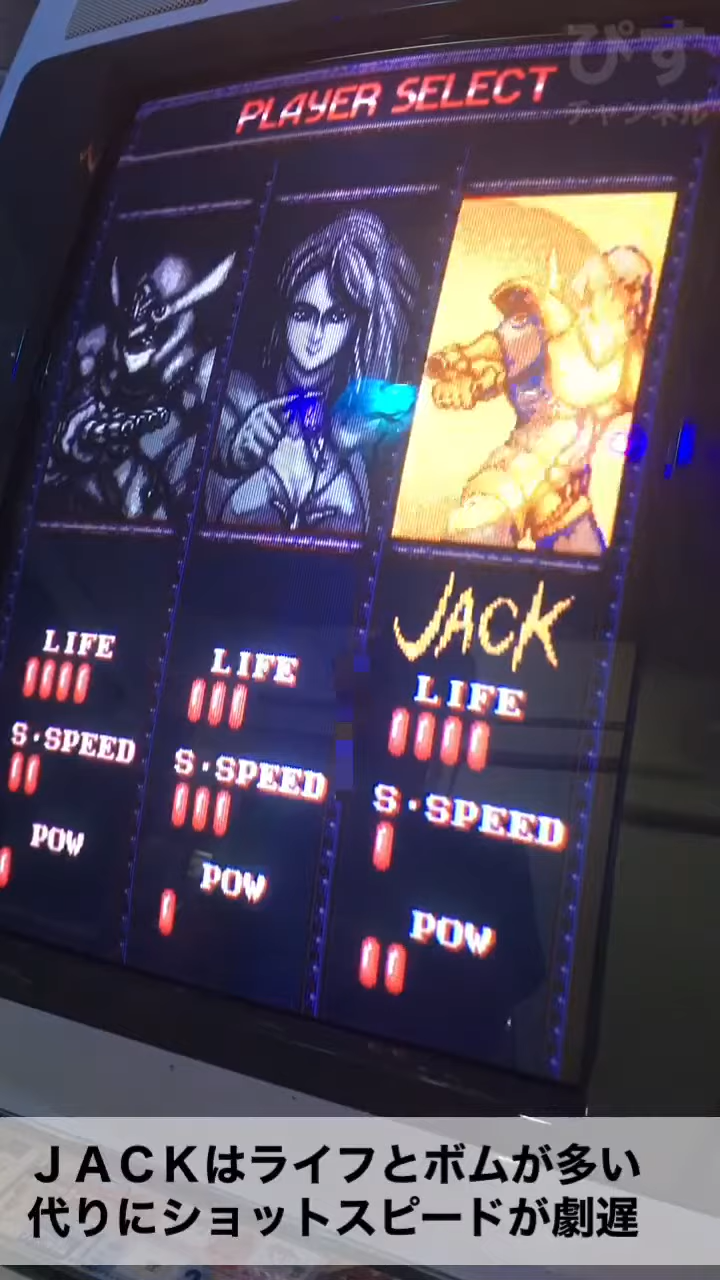 ぴす
チャンネル
PLAYER SELECT
JACK
LIFE
LIFE
LIFE
S・SPEED
S・SPEED
S・SPEED
POW
POW
POW
ＪＡＣＫはライフとボムが多い
代りにショットスピードが劇遅